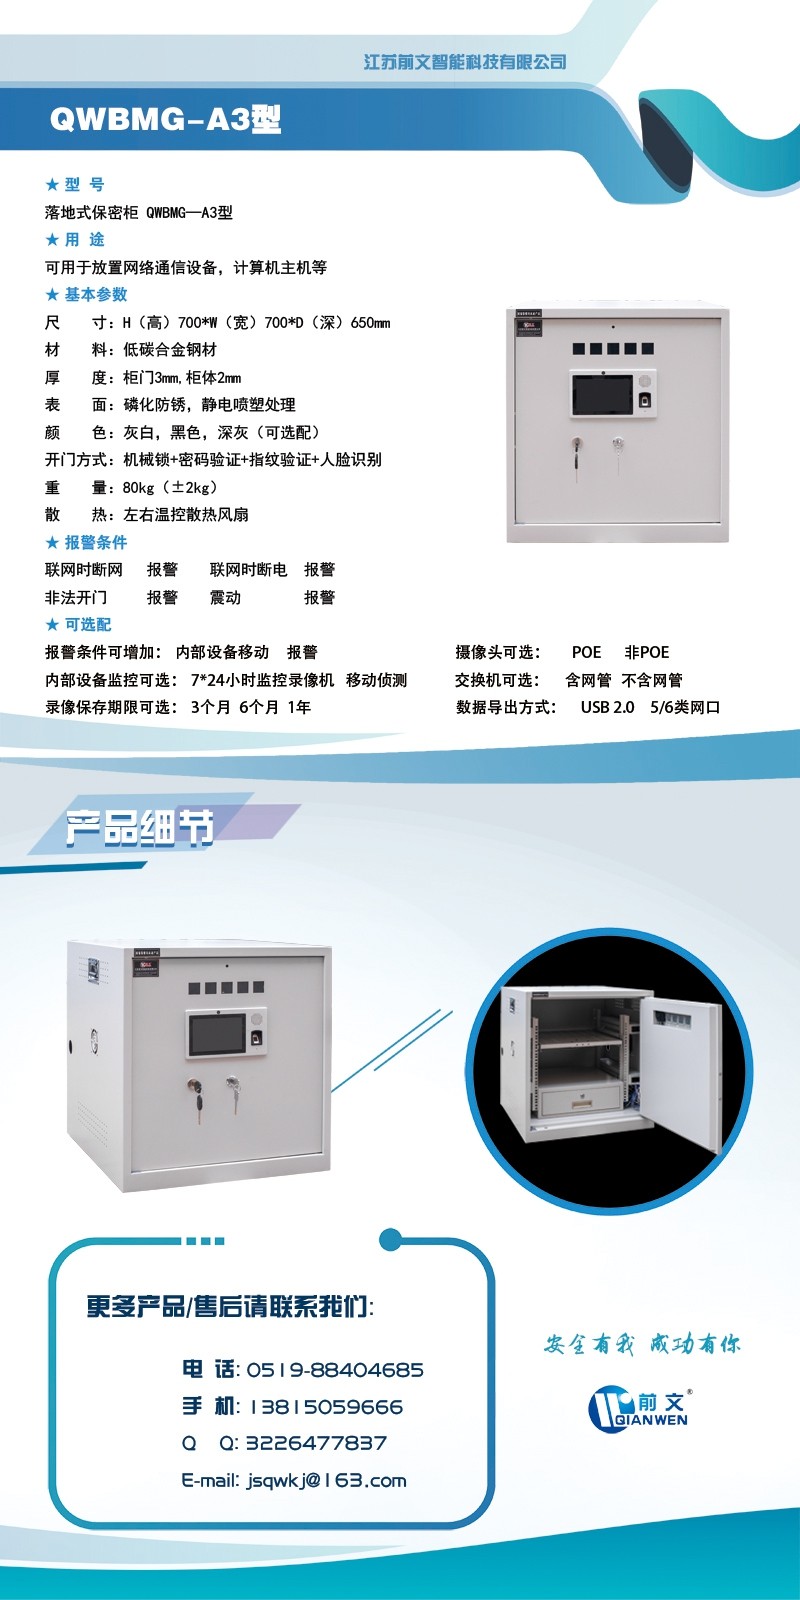 江苏前文智能科技有限公司
QWBMG-A3型
★ 型 号
落地式保密柜 QWBMG—A3型
★ 用 途
可用于放置网络通信设备，计算机主机等
★ 基本参数
尺 寸：H（高）700*W（宽）700*D（深）650mm
材 料：低碳合金钢材
厚 度：柜门3mm,柜体2mm
表 面：磷化防锈，静电喷塑处理
颜 色：灰白，黑色，深灰（可选配）
开门方式：机械锁+密码验证+指纹验证+人脸识别
重 量：80kg（±2kg）
散 热：左右温控散热风扇
★ 报警条件
联网时断网 报警 联网时断电 报警
非法开门 报警 震动 报警
★ 可选配
报警条件可增加： 内部设备移动 报警 摄像头可选： POE 非POE
内部设备监控可选： 7*24小时监控录像机 移动侦测 交换机可选： 含网管 不含网管
录像保存期限可选： 3个月 6个月 1年 数据导出方式： USB 2.0 5/6类网口
产品细节
更多产品/售后请联系我们:
电 话: 0519-88404685
手 机: 13815059666
Q Q: 3226477837
E-mail: jsqwkj@163.com
安全有我 成功有你
前文®
QIANWEN